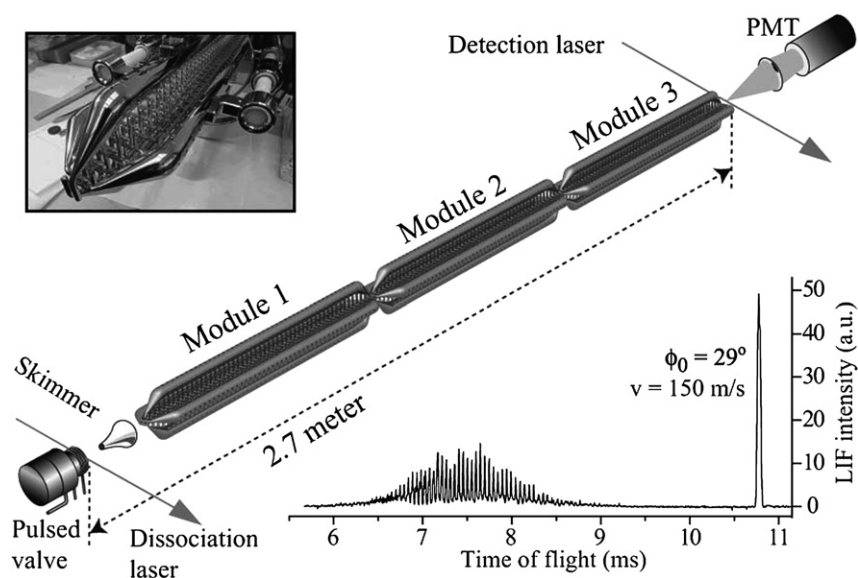 Detection laser
PMT
Module 3
Module 2
Module 1
Skimmer
2.7 meter
Pulsed
valve
Dissociation
laser
ϕ0 = 29º
v = 150 m/s
50
40
30
20
10
0
LIF intensity (a.u.)
6 7 8 9 10 11
Time of flight (ms)